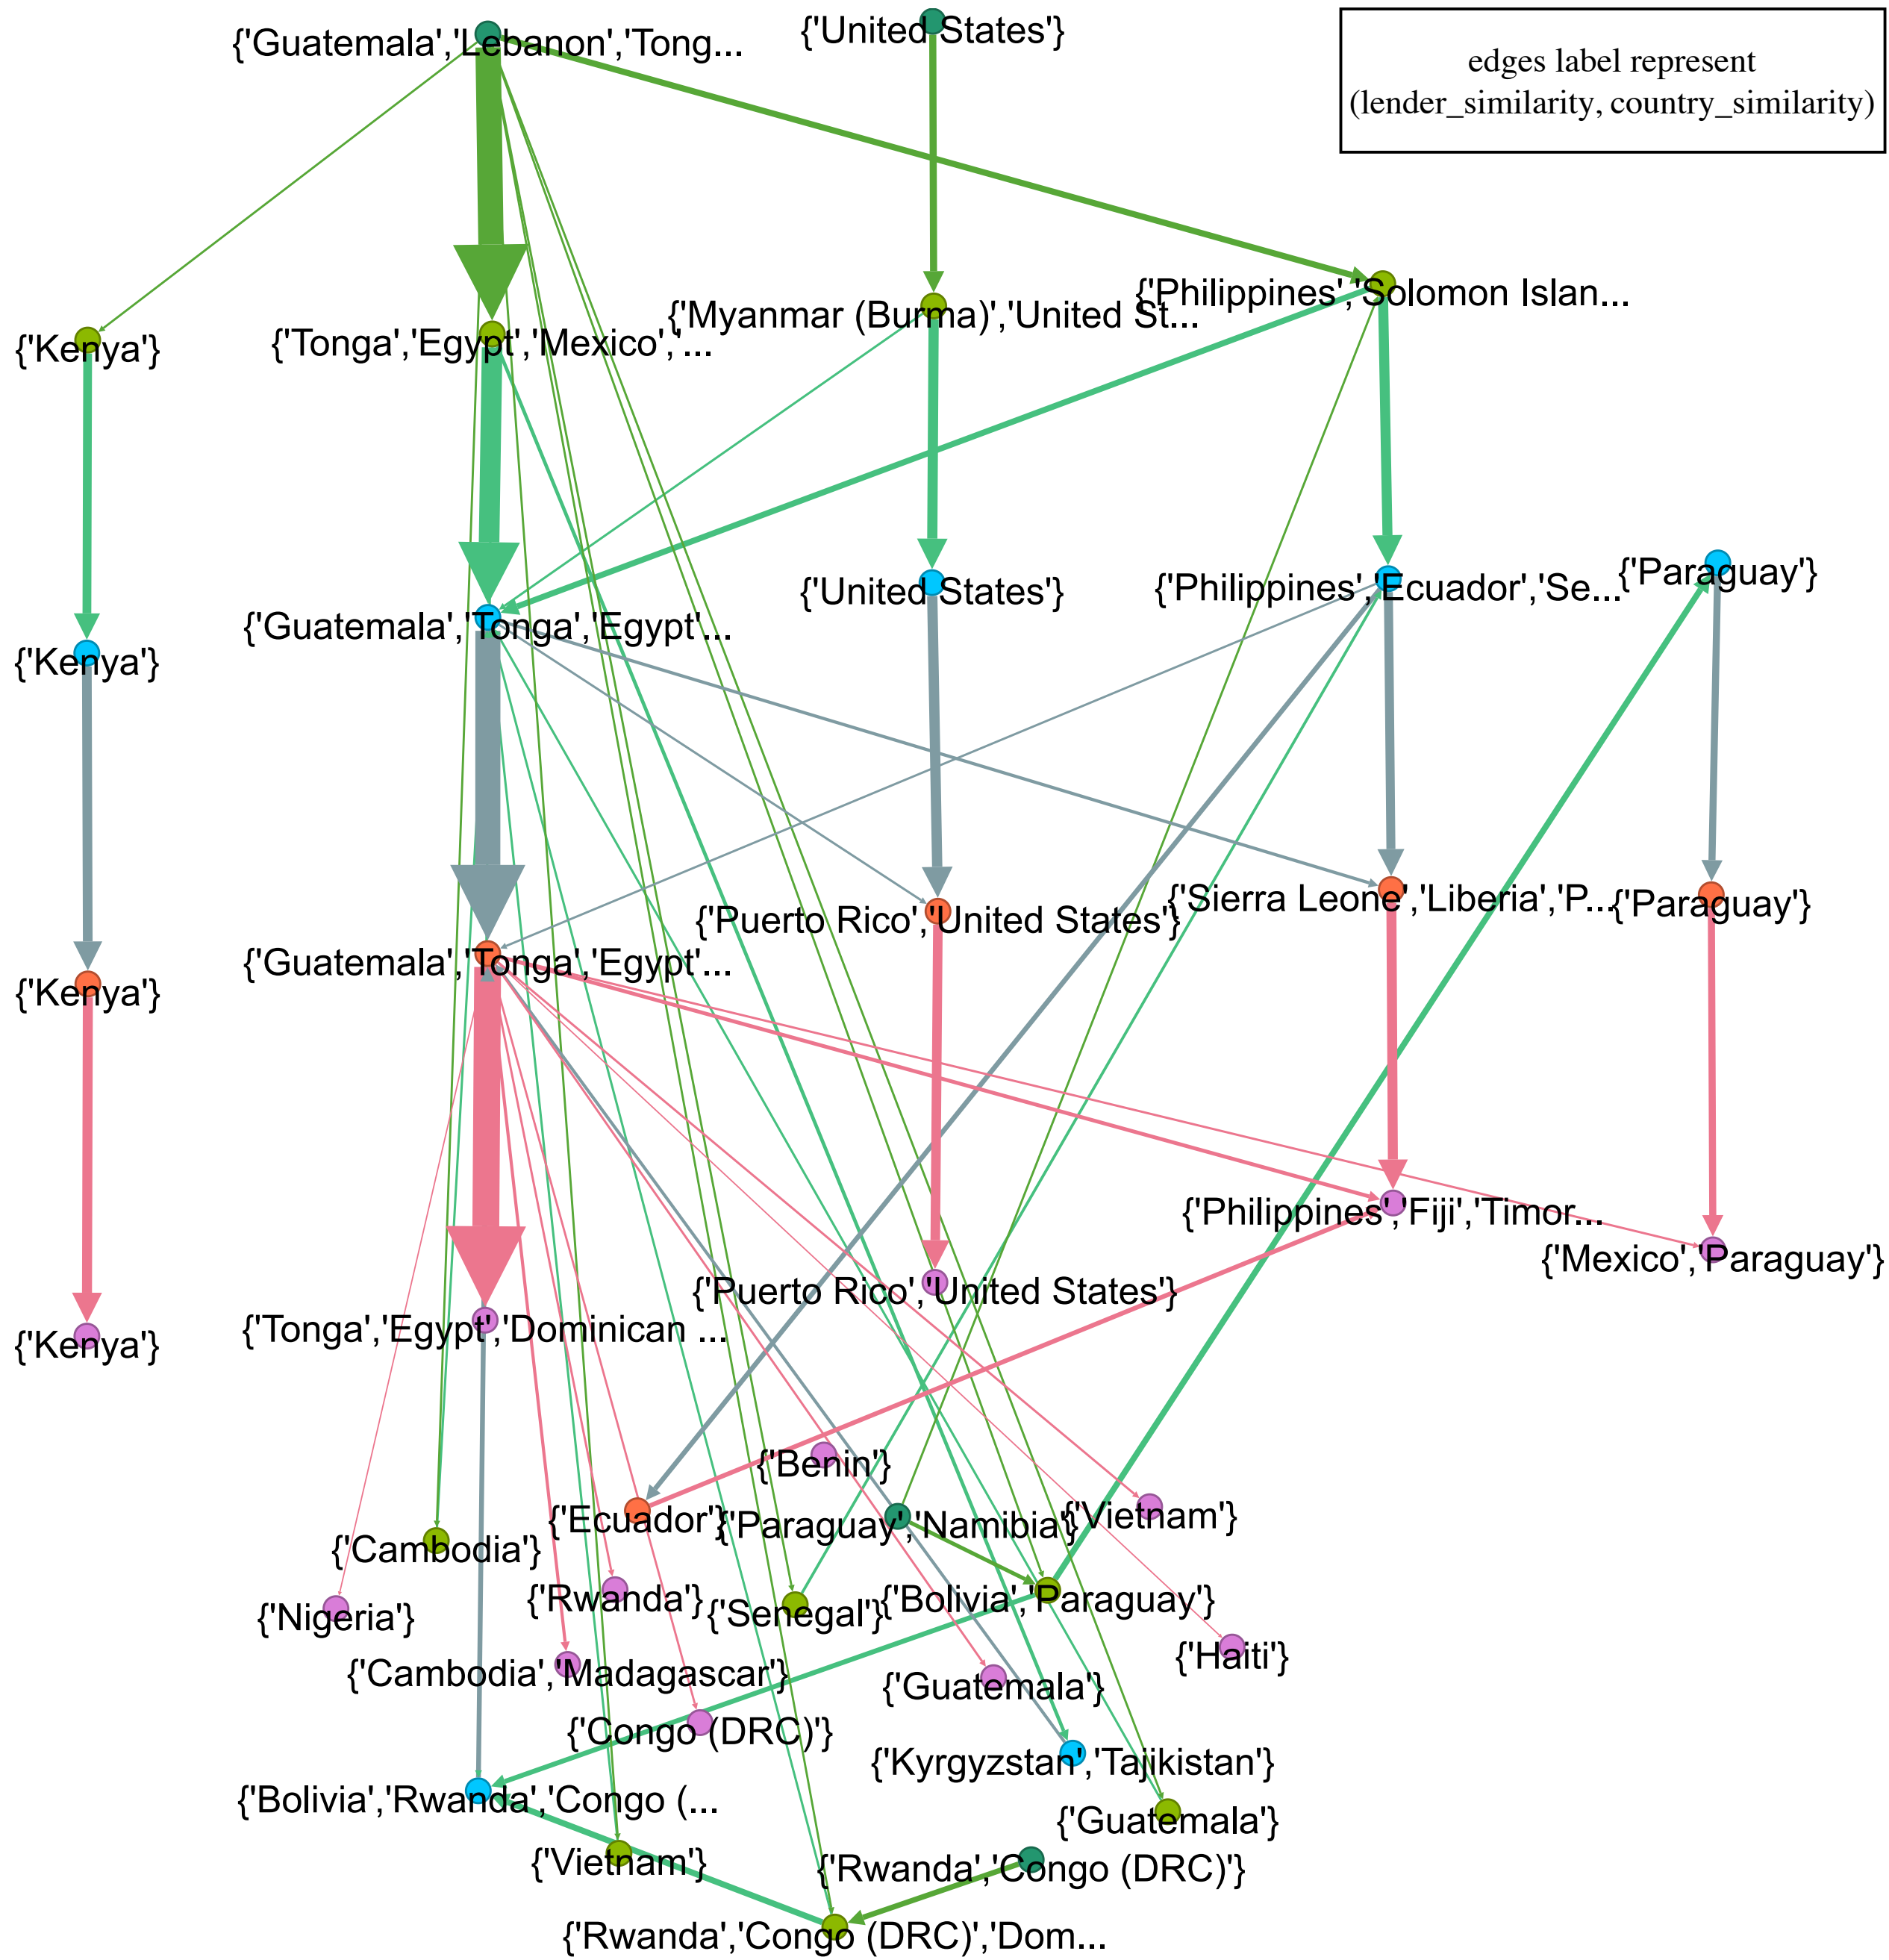 {'Guatemala','Lebanon','Tong...
{'United States'}
edges label represent
(lender_similarity, country_similarity)
{'Kenya'}
{'Tonga','Egypt','Mexico','...
{'Myanmar (Burma)','United St...
{'Philippines','Solomon Islan...
{'Kenya'}
{'Guatemala','Tonga','Egypt'...
{'United States'}
{'Philippines','Ecuador','Se...
{'Paraguay'}
{'Kenya'}
{'Guatemala','Tonga','Egypt'...
{'Puerto Rico','United States'}
{'Sierra Leone','Liberia','P...
{'Paraguay'}
{'Kenya'}
{'Tonga','Egypt','Dominican ...
{'Puerto Rico','United States'}
{'Philippines','Fiji','Timor...
{'Mexico','Paraguay'}
{'Benin'}
{'Cambodia'}
{'Ecuador'}
{'Paraguay','Namibia'}
{'Vietnam'}
{'Nigeria'}
{'Rwanda'}
{'Senegal'}
{'Bolivia','Paraguay'}
{'Haiti'}
{'Cambodia','Madagascar'}
{'Guatemala'}
{'Congo (DRC)'}
{'Kyrgyzstan','Tajikistan'}
{'Bolivia','Rwanda','Congo (...
{'Guatemala'}
{'Vietnam'}
{'Rwanda','Congo (DRC)'}
{'Rwanda','Congo (DRC)','Dom...